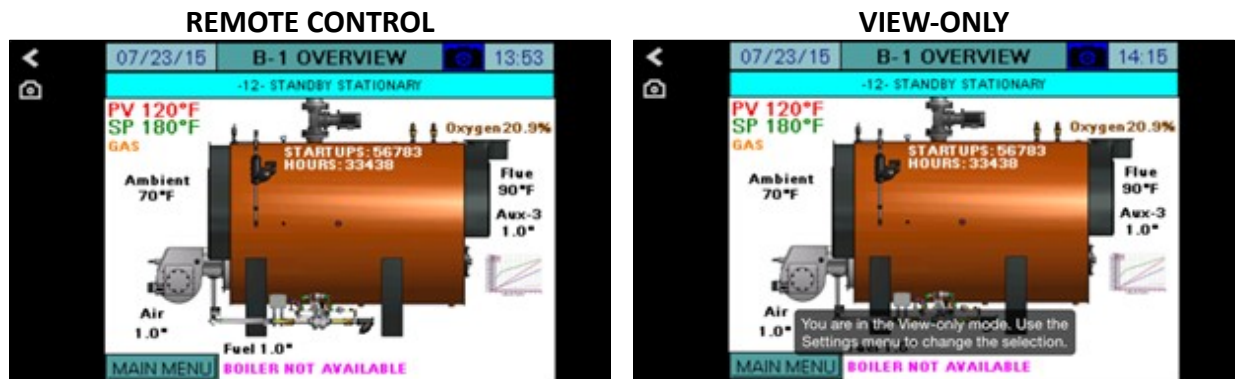 REMOTE CONTROL
07/23/15 B-1 OVERVIEW 13:53
-12- STANDBY STATIONARY
PV 120°F
SP 180°F
GAS
Oxygen 20.9%
STARTUPS: 56783
HOURS: 33438
Ambient
70°F
Flue
90°F
Aux-3
1.0°
Air
1.0°
Fuel 1.0°
MAIN MENU BOILER NOT AVAILABLE
VIEW-ONLY
07/23/15 B-1 OVERVIEW 14:15
-12- STANDBY STATIONARY
PV 120°F
SP 180°F
GAS
Oxygen 20.9%
STARTUPS: 56783
HOURS: 33438
Ambient
70°F
Flue
90°F
Aux-3
1.0°
Air
1.0°
You are in the View-only mode. Use the
Settings menu to change the selection.
MAIN MENU BOILER NOT AVAILABLE